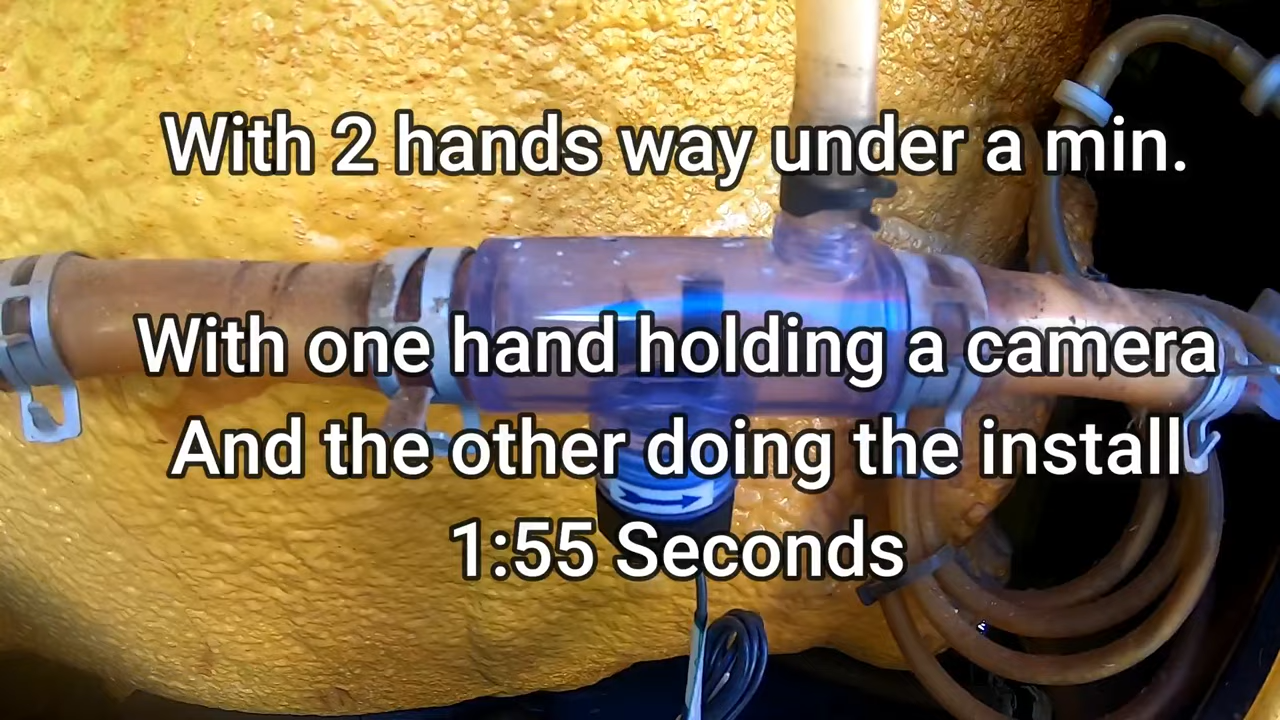 With 2 hands way under a min.
With one hand holding a camera
And the other doing the install
1:55 Seconds